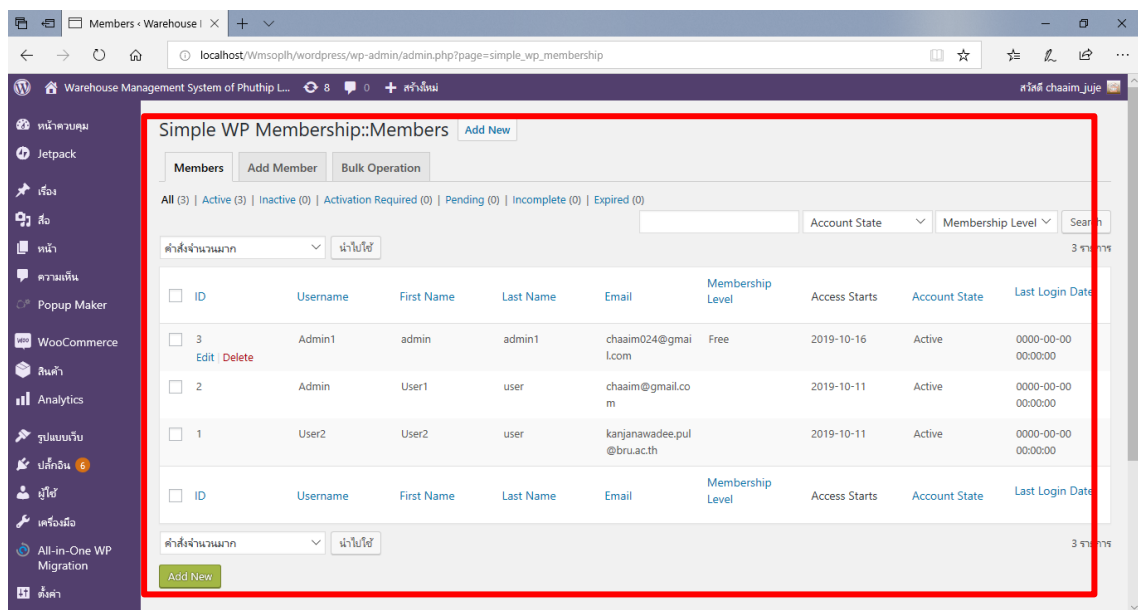 Members ‹ Warehouse I
localhost/Wmsoplh/wordpress/wp-admin/admin.php?page=simple_wp_membership
Warehouse Management System of Phuthip L... 8 0 สร้างใหม่ สวัสดี chaaim_juje
หน้าควบคุม
Jetpack
เรื่อง
สื่อ
หน้า
ความเห็น
Popup Maker
WooCommerce
สินค้า
Analytics
รูปแบบเว็บ
ปลั๊กอิน 6
ผู้ใช้
เครื่องมือ
All-in-One WP
Migration
ตั้งค่า
Simple WP Membership::Members Add New
Members Add Member Bulk Operation
All (3) | Active (3) | Inactive (0) | Activation Required (0) | Pending (0) | Incomplete (0) | Expired (0)
Account State Membership Level Search
คำสั่งจำนวนมาก นำไปใช้ 3 รายการ
ID Username First Name Last Name Email Membership Level Access Starts Account State Last Login Date
3 Admin1 admin admin1 chaaim024@gmai Free 2019-10-16 Active 0000-00-00
Edit | Delete l.com 00:00:00
2 Admin User1 user chaaim@gmail.co 2019-10-11 Active 0000-00-00
m 00:00:00
1 User2 User2 user kanjanawadee.pul 2019-10-11 Active 0000-00-00
@bru.ac.th 00:00:00
ID Username First Name Last Name Email Membership Level Access Starts Account State Last Login Date
คำสั่งจำนวนมาก นำไปใช้ 3 รายการ
Add New